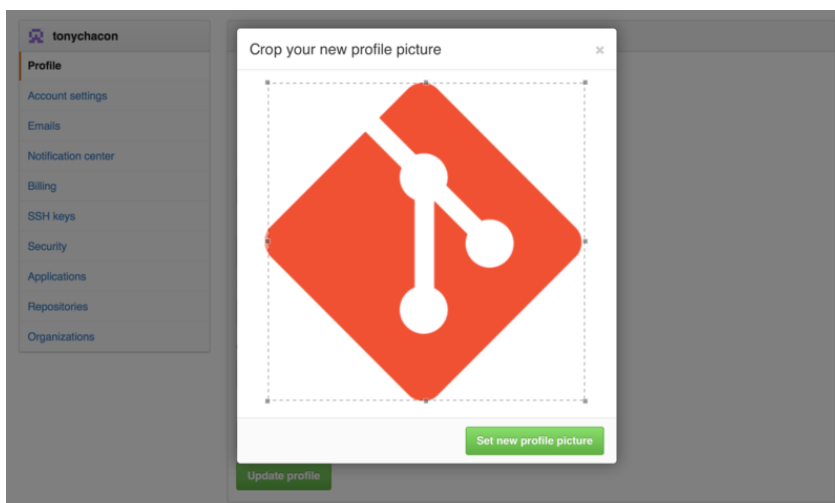 tonychacon
Profile
Account settings
Emails
Notification center
Billing
SSH keys
Security
Applications
Repositories
Organizations
Crop your new profile picture
×
Set new profile picture
Update profile